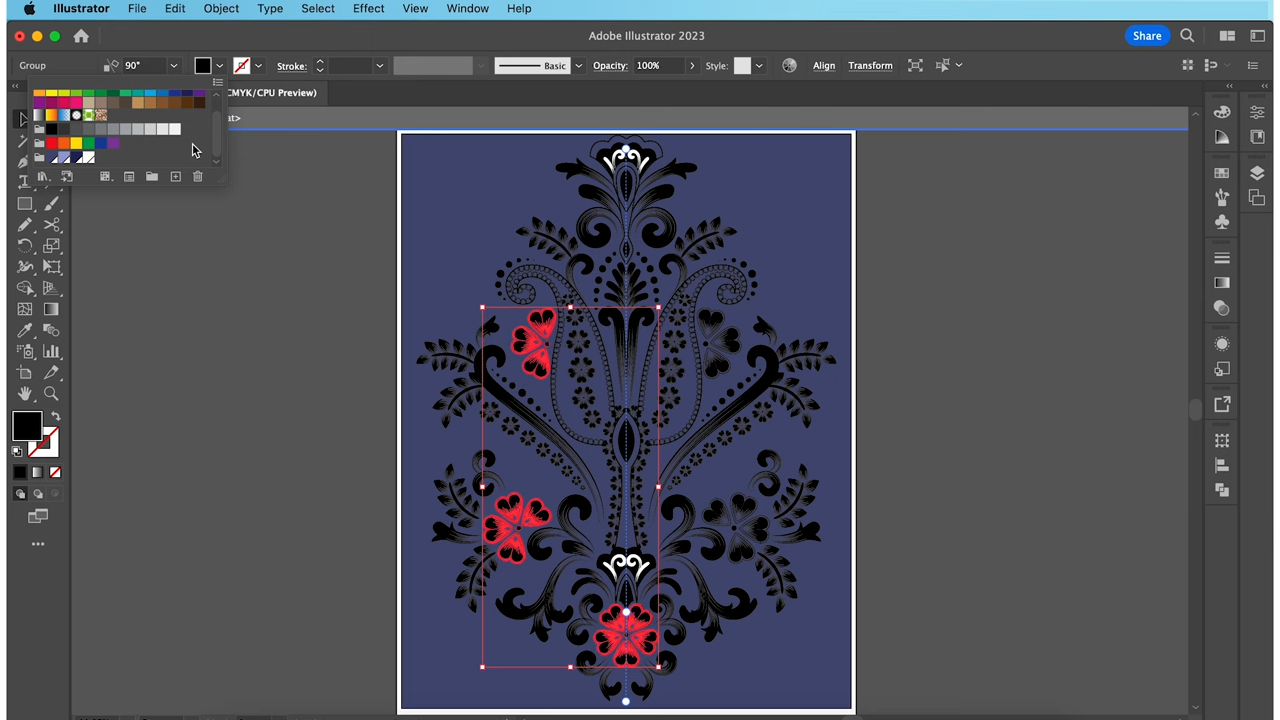 Illustrator File Edit Object Type Select Effect View Window Help
Adobe Illustrator 2023
Share
Group 90° Stroke: Basic Opacity: 100% Style: Align Transform
CMYK/CPU Preview)
at>